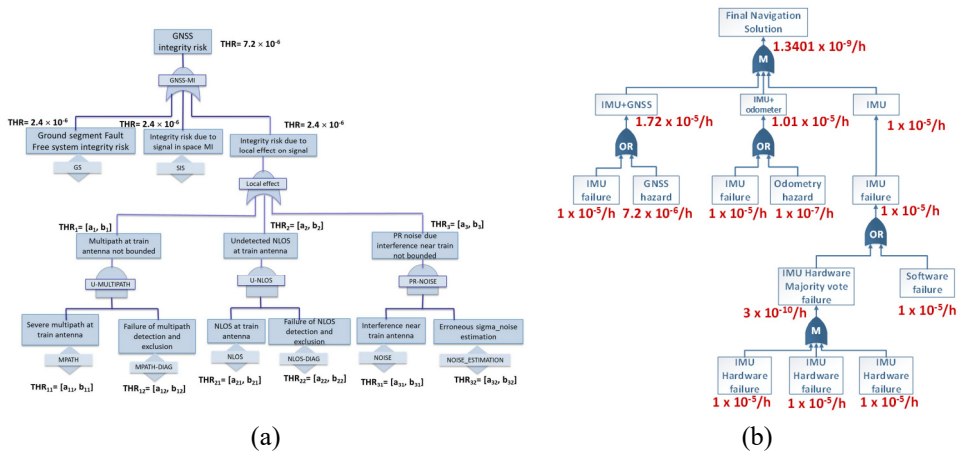 GNSS
integrity risk
THR= 7.2 × 10⁻⁶
GNSS-MI
THR= 2.4 × 10⁻⁶
THR= 2.4 × 10⁻⁶
THR= 2.4 × 10⁻⁶
Ground segment Fault
Free system integrity risk
GS
Integrity risk due to
signal in space MI
SIS
Integrity risk due to
local effect on signal
Local effect
THR₁= [a₁, b₁]
Multipath at train
antenna not bounded
U-MULTIPATH
THR₂= [a₂, b₂]
Undetected NLOS
at train antenna
U-NLOS
THR₃= [a₃, b₃]
PR noise due
interference near train
not bounded
PR-NOISE
Severe multipath at
train antenna
MPATH
THR₁₁= [a₁₁, b₁₁]
Failure of multipath
detection and
exclusion
MPATH-DIAG
THR₁₂= [a₁₂, b₁₂]
NLOS at train
antenna
NLOS
THR₂₁= [a₂₁, b₂₁]
Failure of NLOS
detection and
exclusion
NLOS-DIAG
THR₂₂= [a₂₂, b₂₂]
Interference near
train antenna
NOISE
THR₃₁= [a₃₁, b₃₁]
Erroneous sigma_noise
estimation
NOISE_ESTIMATION
THR₃₂= [a₃₂, b₃₂]
(a)
Final Navigation
Solution
1.3401 x 10⁻⁹/h
M
IMU+GNSS
1.72 x 10⁻⁵/h
OR
IMU
failure
1 x 10⁻⁵/h
GNSS
hazard
7.2 x 10⁻⁶/h
IMU+
odometer
1.01 x 10⁻⁵/h
OR
IMU
failure
1 x 10⁻⁵/h
Odometry
hazard
1 x 10⁻⁷/h
IMU
1 x 10⁻⁵/h
IMU
failure
1 x 10⁻⁵/h
OR
IMU Hardware
Majority vote
failure
3 x 10⁻¹⁰/h
Software
failure
1 x 10⁻⁵/h
M
IMU
Hardware
failure
1 x 10⁻⁵/h
IMU
Hardware
failure
1 x 10⁻⁵/h
IMU
Hardware
failure
1 x 10⁻⁵/h
(b)